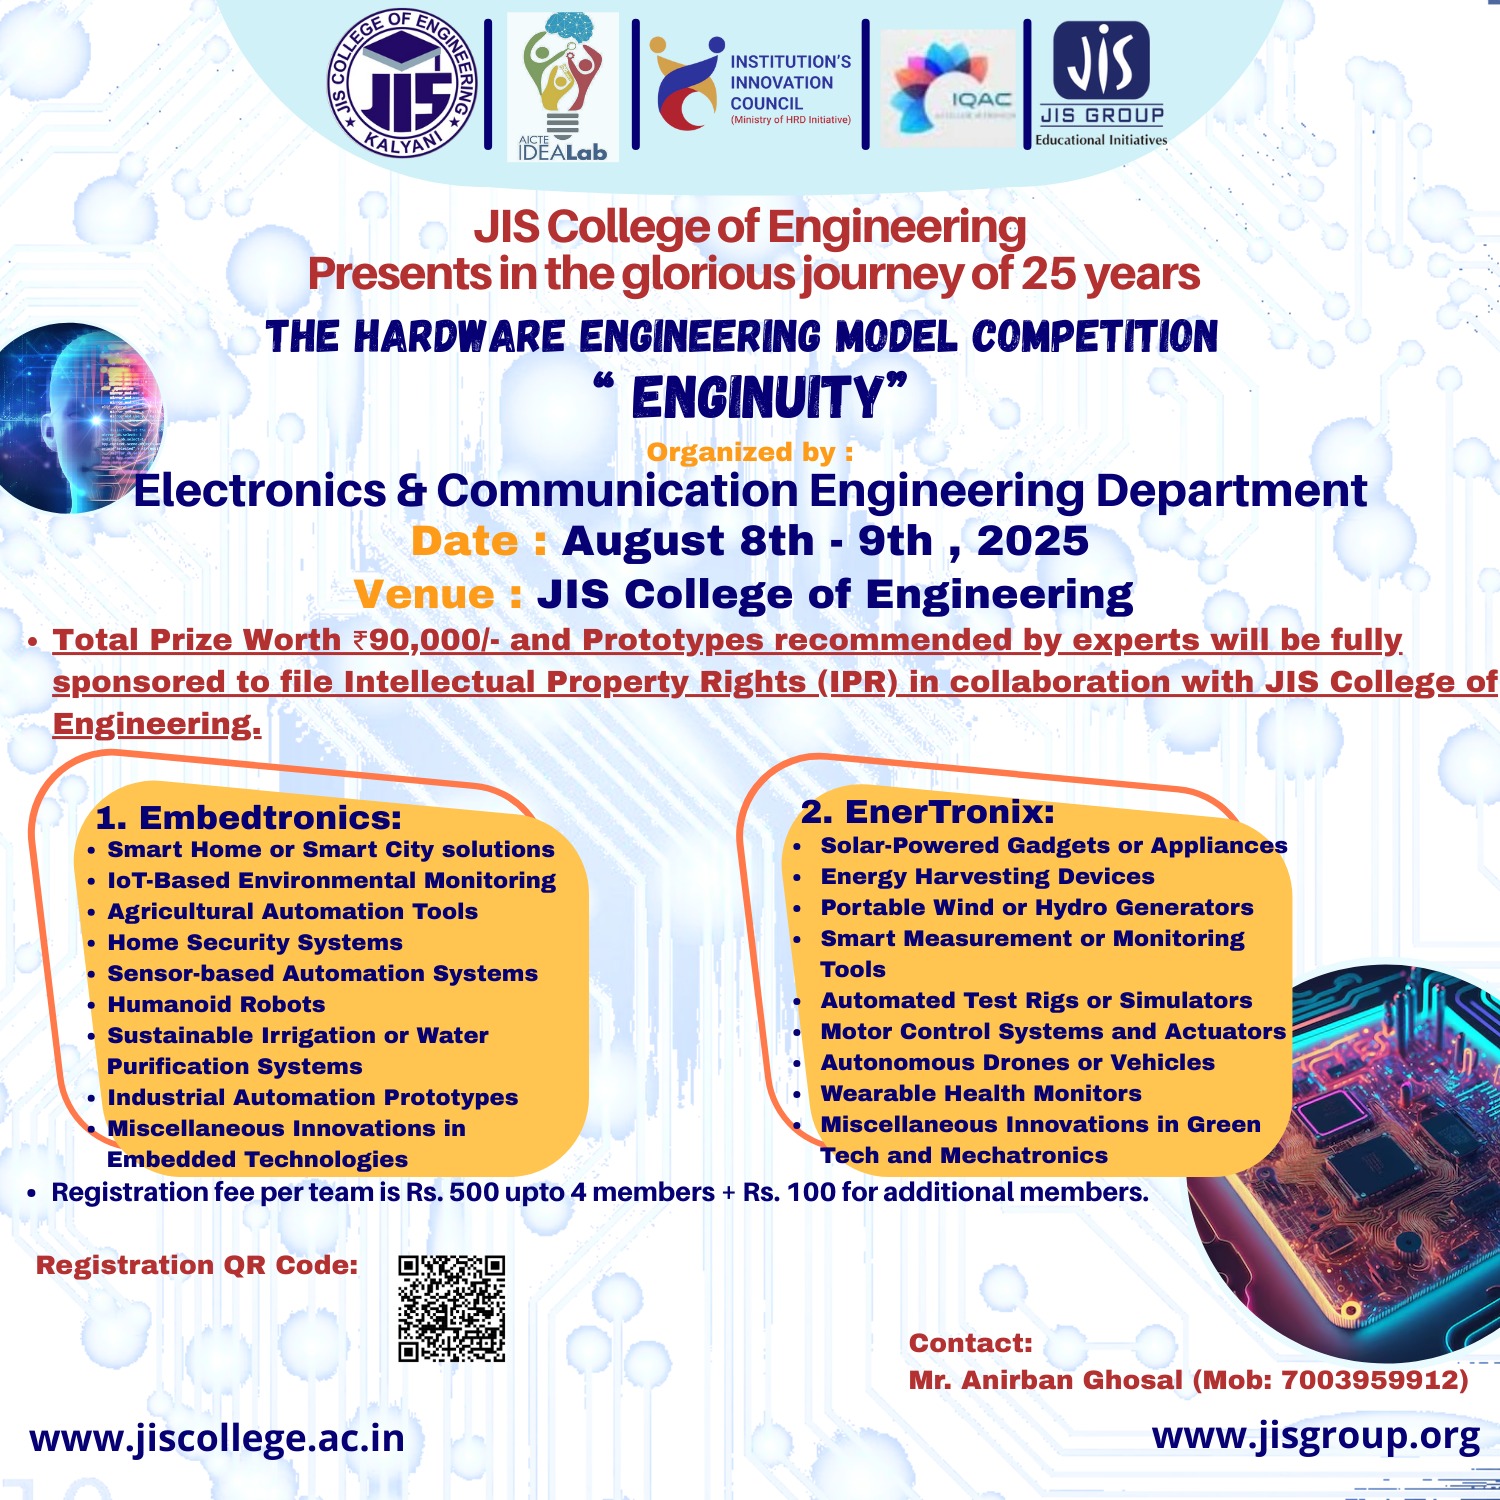 JIS COLLEGE OF ENGINEERING
JIS
KALYANI
AICTE
IDEALab
INSTITUTION'S
INNOVATION
COUNCIL
(Ministry of HRD Initiative)
IQAC
JIS
JIS GROUP
Educational Initiatives
JIS College of Engineering
Presents in the glorious journey of 25 years
THE HARDWARE ENGINEERING MODEL COMPETITION
“ ENGINUITY”
Organized by :
Electronics & Communication Engineering Department
Date : August 8th - 9th , 2025
Venue : JIS College of Engineering
• Total Prize Worth ₹90,000/- and Prototypes recommended by experts will be fully
sponsored to file Intellectual Property Rights (IPR) in collaboration with JIS College of
Engineering.
1. Embedtronics:
• Smart Home or Smart City solutions
• IoT-Based Environmental Monitoring
• Agricultural Automation Tools
• Home Security Systems
• Sensor-based Automation Systems
• Humanoid Robots
• Sustainable Irrigation or Water
Purification Systems
• Industrial Automation Prototypes
• Miscellaneous Innovations in
Embedded Technologies
2. EnerTronix:
• Solar-Powered Gadgets or Appliances
• Energy Harvesting Devices
• Portable Wind or Hydro Generators
• Smart Measurement or Monitoring
Tools
• Automated Test Rigs or Simulators
• Motor Control Systems and Actuators
• Autonomous Drones or Vehicles
• Wearable Health Monitors
• Miscellaneous Innovations in Green
Tech and Mechatronics
• Registration fee per team is Rs. 500 upto 4 members + Rs. 100 for additional members.
Registration QR Code:
Contact:
Mr. Anirban Ghosal (Mob: 7003959912)
www.jiscollege.ac.in
www.jisgroup.org